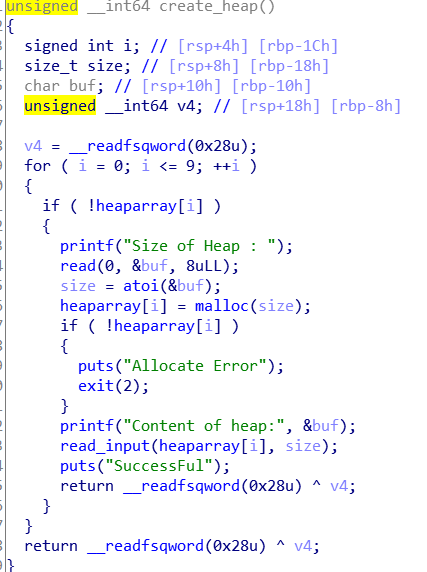 unsigned __int64 create_heap()
{
signed int i; // [rsp+4h] [rbp-1Ch]
size_t size; // [rsp+8h] [rbp-18h]
char buf; // [rsp+10h] [rbp-10h]
unsigned __int64 v4; // [rsp+18h] [rbp-8h]
v4 = __readfsqword(0x28u);
for ( i = 0; i <= 9; ++i )
{
if ( !heaparray[i] )
{
printf("Size of Heap : ");
read(0, &buf, 8uLL);
size = atoi(&buf);
heaparray[i] = malloc(size);
if ( !heaparray[i] )
{
puts("Allocate Error");
exit(2);
}
printf("Content of heap:", &buf);
read_input(heaparray[i], size);
puts("SuccessFul");
return __readfsqword(0x28u) ^ v4;
}
}
return __readfsqword(0x28u) ^ v4;
}